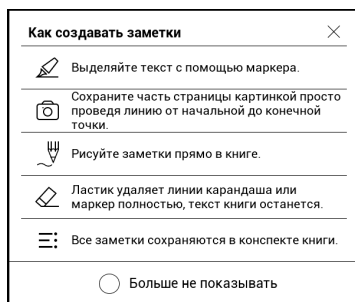 Как создавать заметки
Выделяйте текст с помощью маркера.
Сохраните часть страницы картинкой просто
проведя линию от начальной до конечной
точки.
Рисуйте заметки прямо в книге.
Ластик удаляет линии карандаша или
маркер полностью, текст книги останется.
Все заметки сохраняются в конспекте книги.
Больше не показывать